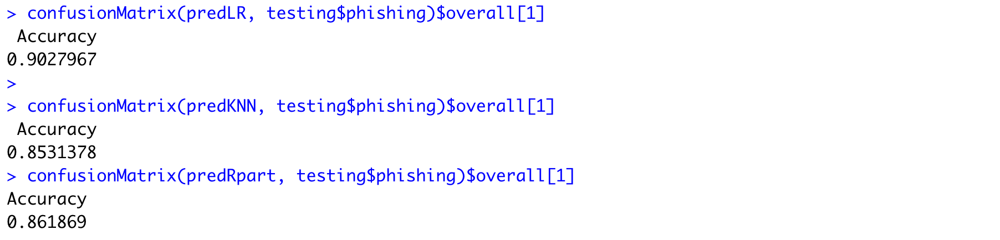 > confusionMatrix(predLR, testing$phishing)$overall[1]
 Accuracy
0.9027967
>
> confusionMatrix(predKNN, testing$phishing)$overall[1]
 Accuracy
0.8531378
> confusionMatrix(predRpart, testing$phishing)$overall[1]
Accuracy
0.861869